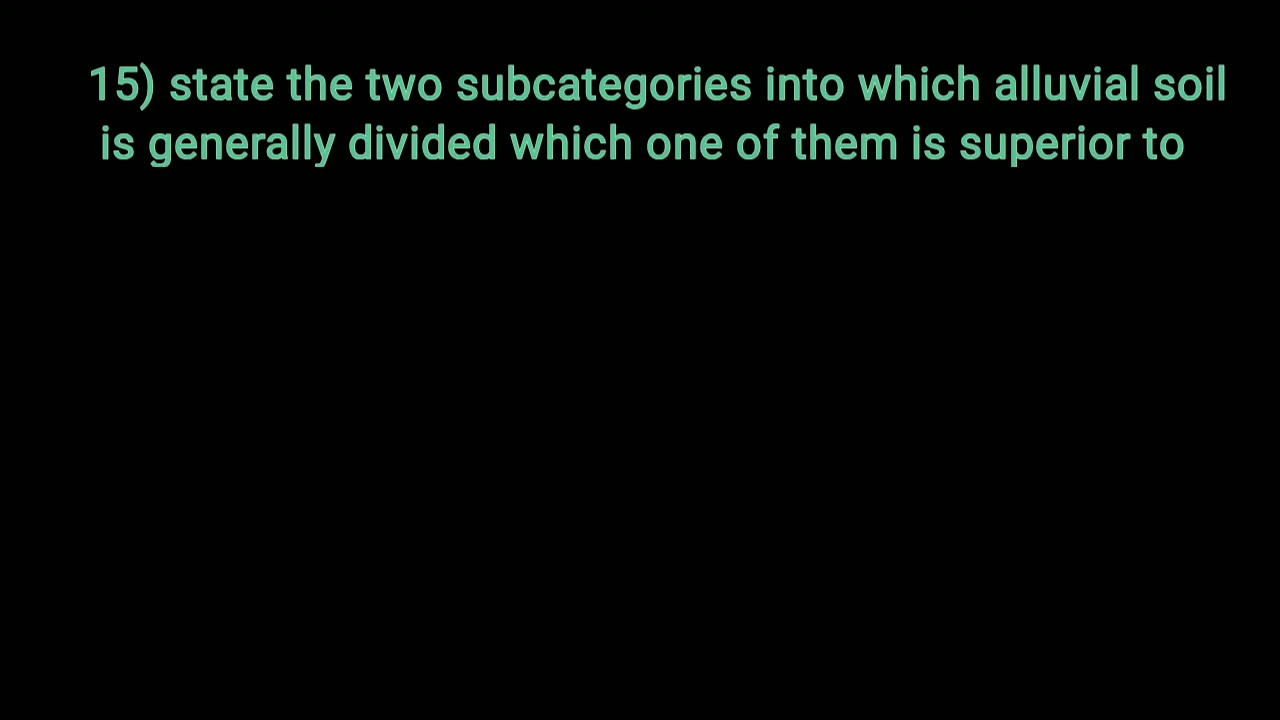 15) state the two subcategories into which alluvial soil
is generally divided which one of them is superior to